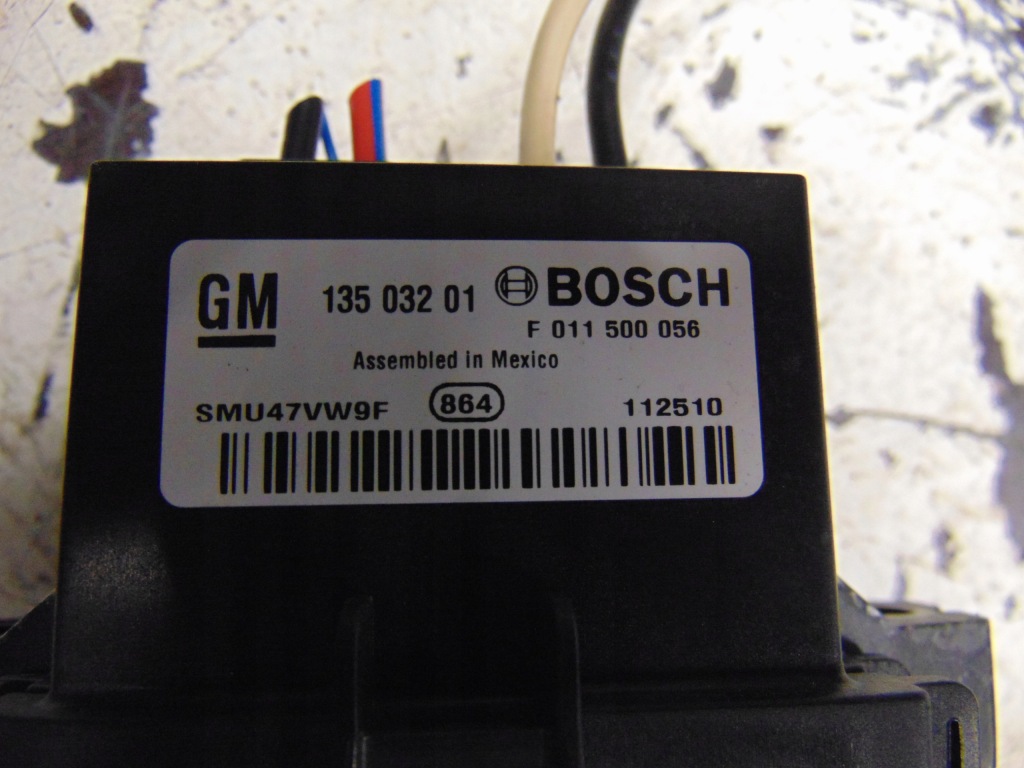 GM 135 032 01 BOSCH
F 011 500 056
Assembled in Mexico
SMU47VW9F 864 112510